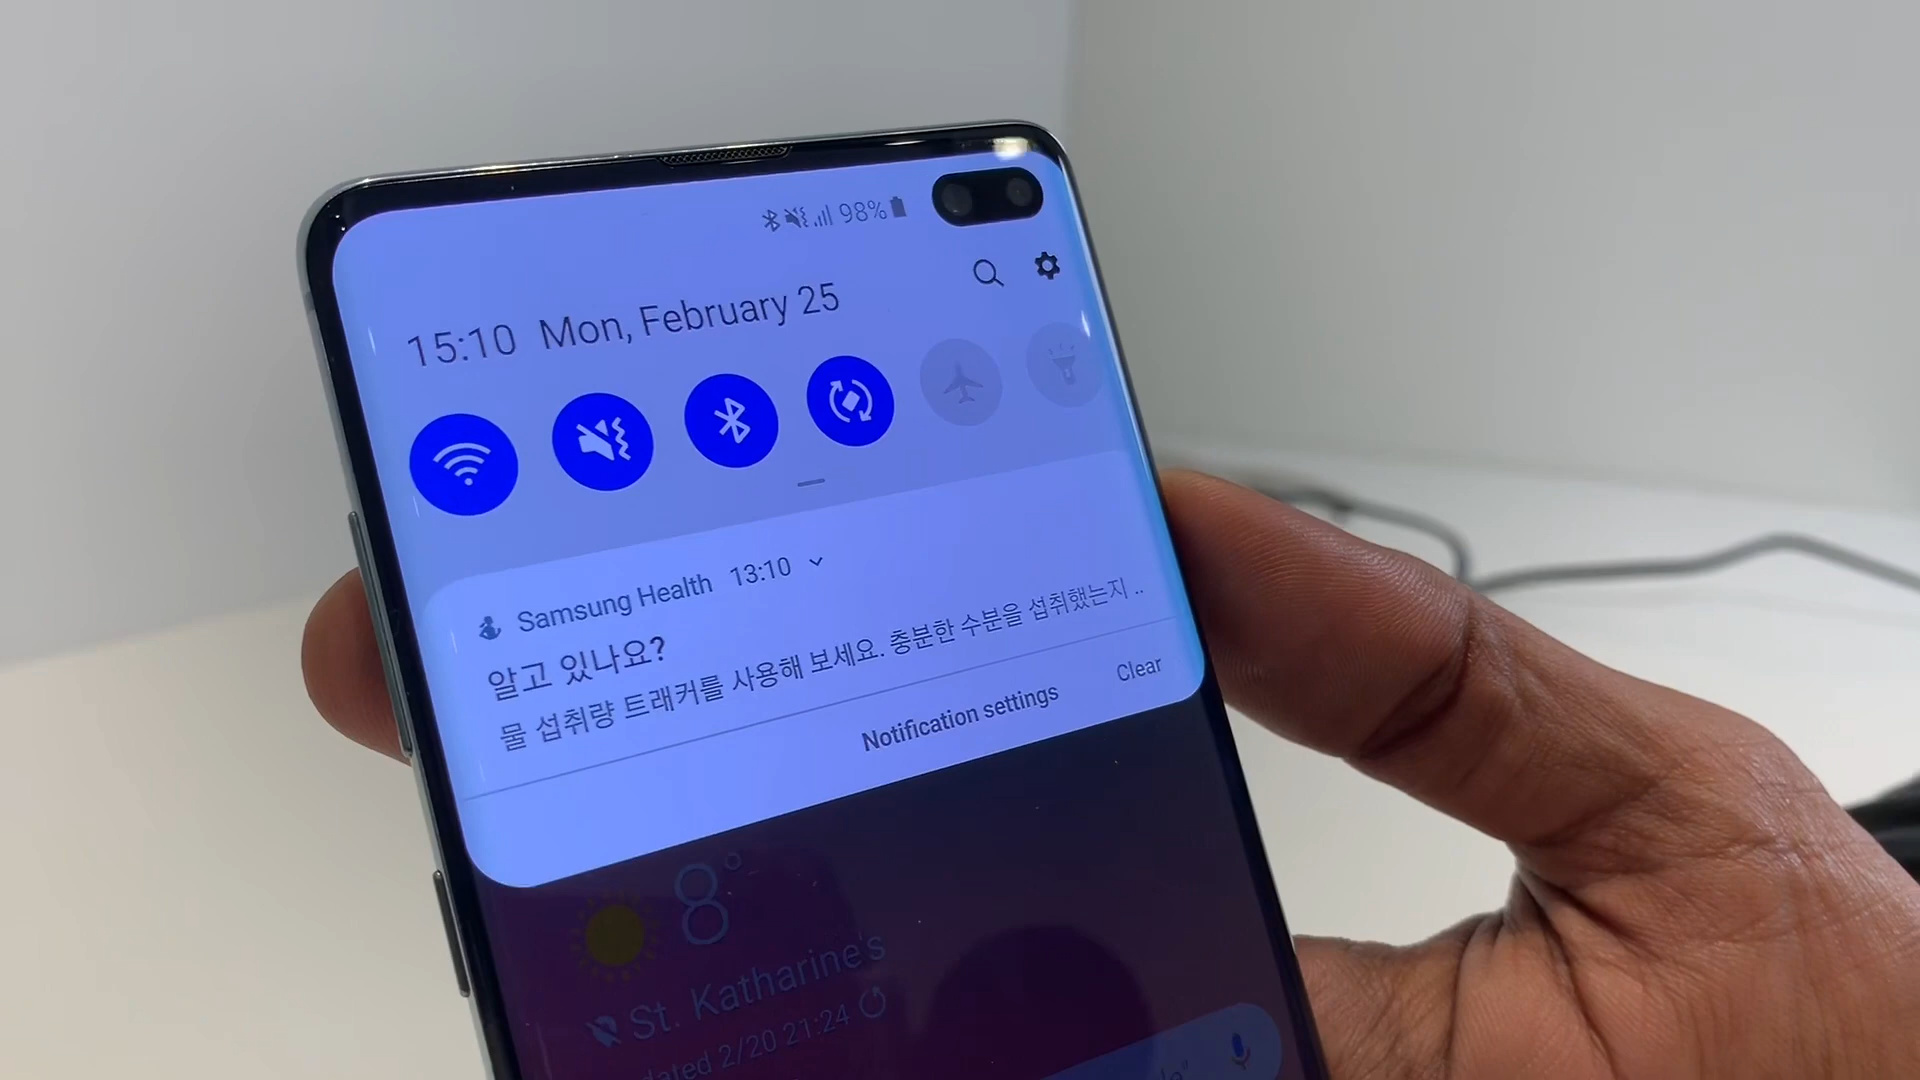 98%
15:10 Mon, February 25
Samsung Health 13:10
알고 있나요?
물 섭취량 트래커를 사용해 보세요. 충분한 수분을 섭취했는지 ..
Notification settings Clear
8°
St. Katharine's
2/20 21:24